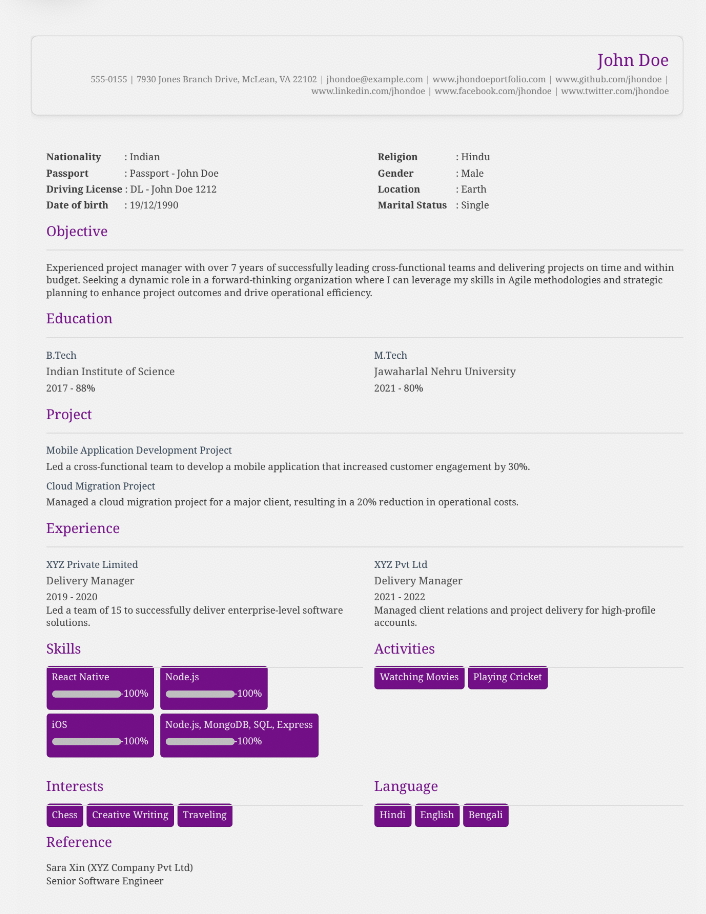 John Doe
555-0155 | 7930 Jones Branch Drive, McLean, VA 22102 | jhondoe@example.com | www.jhondoeportfolio.com | www.github.com/jhondoe |
www.linkedin.com/jhondoe | www.facebook.com/jhondoe | www.twitter.com/jhondoe
Nationality : Indian
Passport : Passport - John Doe
Driving License : DL - John Doe 1212
Date of birth : 19/12/1990
Religion : Hindu
Gender : Male
Location : Earth
Marital Status : Single
Objective
Experienced project manager with over 7 years of successfully leading cross-functional teams and delivering projects on time and within
budget. Seeking a dynamic role in a forward-thinking organization where I can leverage my skills in Agile methodologies and strategic
planning to enhance project outcomes and drive operational efficiency.
Education
B.Tech
Indian Institute of Science
2017 - 88%
M.Tech
Jawaharlal Nehru University
2021 - 80%
Project
Mobile Application Development Project
Led a cross-functional team to develop a mobile application that increased customer engagement by 30%.
Cloud Migration Project
Managed a cloud migration project for a major client, resulting in a 20% reduction in operational costs.
Experience
XYZ Private Limited
Delivery Manager
2019 - 2020
Led a team of 15 to successfully deliver enterprise-level software
solutions.
XYZ Pvt Ltd
Delivery Manager
2021 - 2022
Managed client relations and project delivery for high-profile
accounts.
Skills
React Native
-100%
Node.js
-100%
iOS
-100%
Node.js, MongoDB, SQL, Express
-100%
Activities
Watching Movies
Playing Cricket
Interests
Chess
Creative Writing
Traveling
Language
Hindi
English
Bengali
Reference
Sara Xin (XYZ Company Pvt Ltd)
Senior Software Engineer